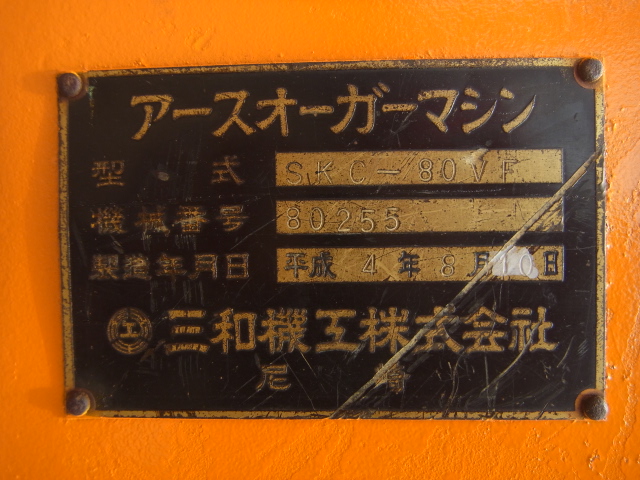 アースオーガーマシン
型式 SKC-80VF
機械番号 80255
製造年月日 平成4年8月10日
三和機工株式会社
尼崎